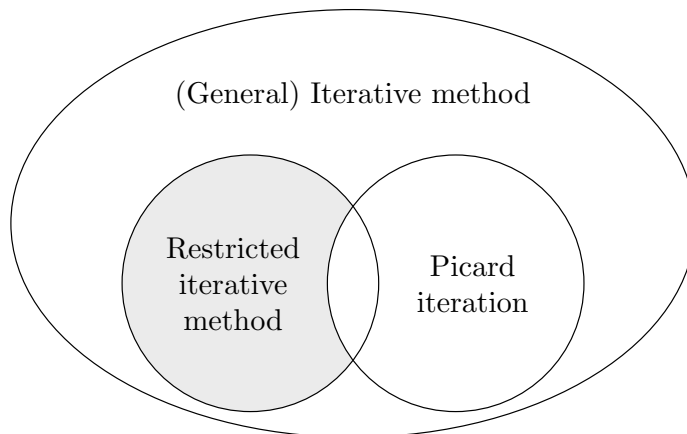 (General) Iterative method
Restricted
iterative
method
Picard
iteration